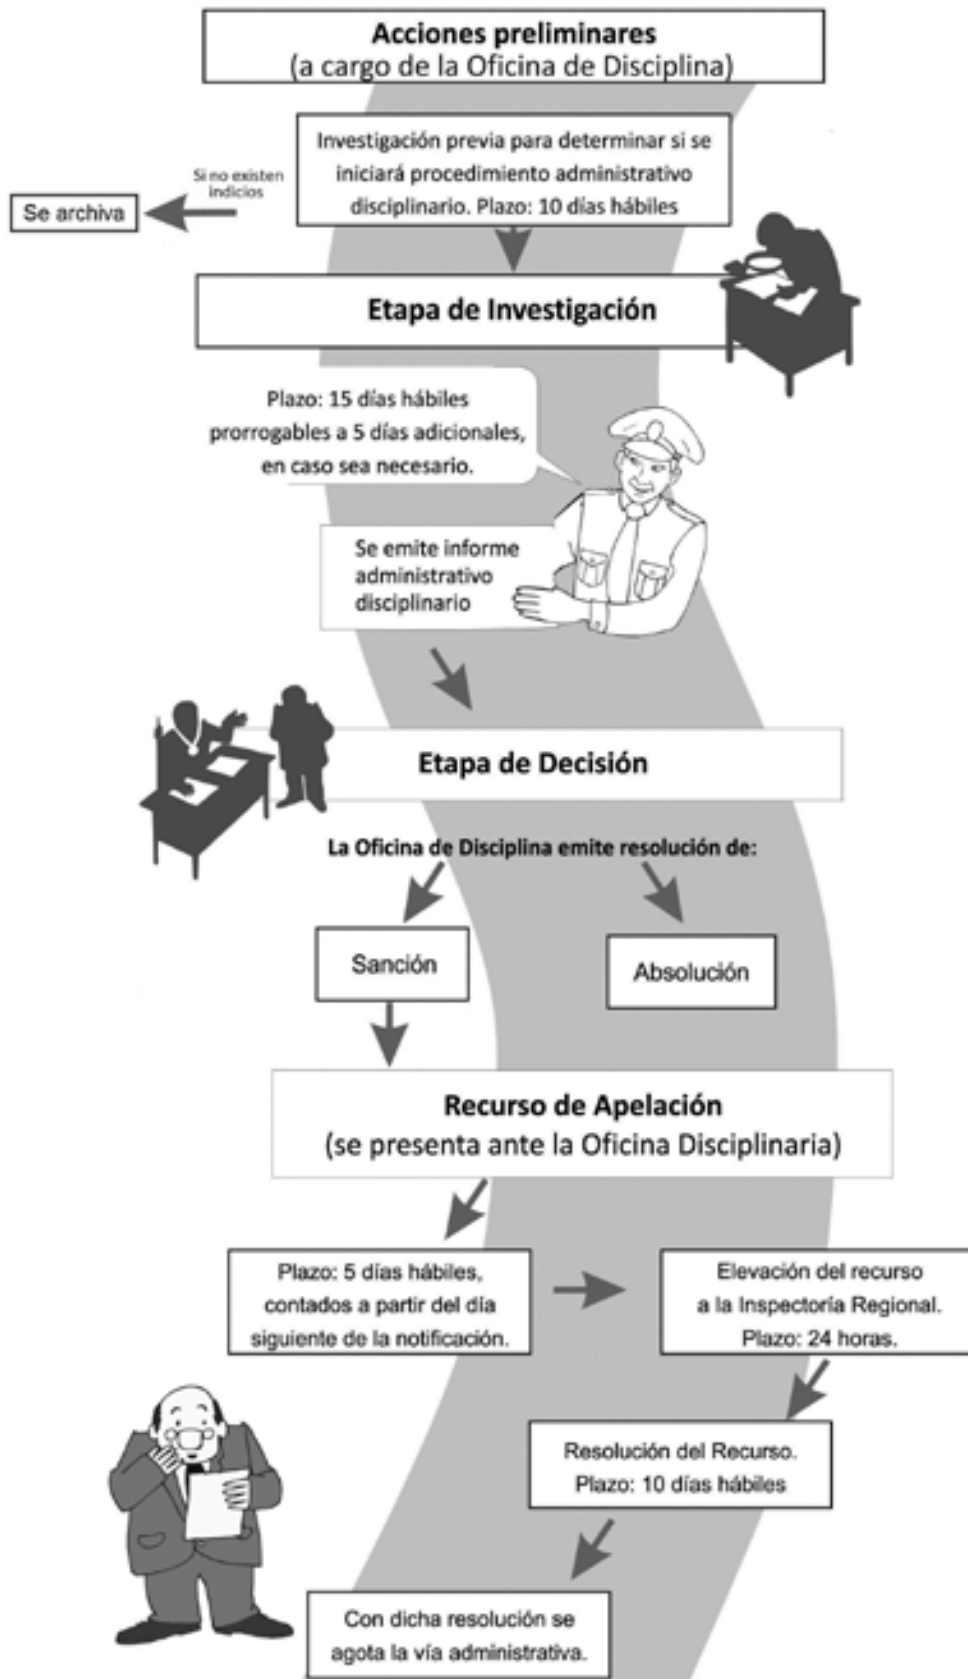 Acciones preliminares
(a cargo de la Oficina de Disciplina)
Investigación previa para determinar si se
iniciará procedimiento administrativo
disciplinario. Plazo: 10 días hábiles
Si no existen
indicios
Se archiva
Etapa de Investigación
Plazo: 15 días hábiles
prorrogables a 5 días adicionales,
en caso sea necesario.
Se emite informe
administrativo
disciplinario
Etapa de Decisión
La Oficina de Disciplina emite resolución de:
Sanción
Absolución
Recurso de Apelación
(se presenta ante la Oficina Disciplinaria)
Plazo: 5 días hábiles,
contados a partir del día
siguiente de la notificación.
Elevación del recurso
a la Inspectoría Regional.
Plazo: 24 horas.
Resolución del Recurso.
Plazo: 10 días hábiles
Con dicha resolución se
agota la vía administrativa.